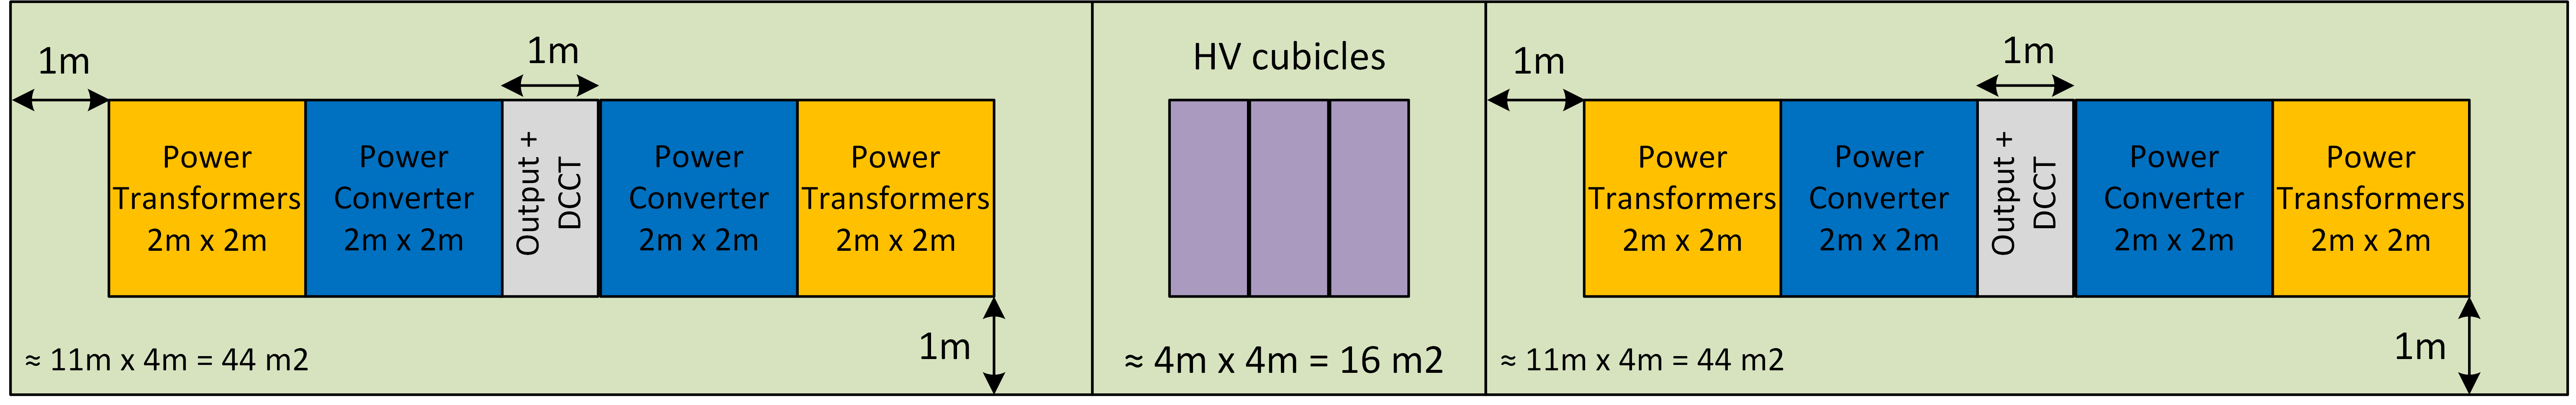 1m
1m
Power
Transformers
2m x 2m
Power
Converter
2m x 2m
Output +
DCCT
Power
Converter
2m x 2m
Power
Transformers
2m x 2m
1m
≈ 11m x 4m = 44 m2
HV cubicles
≈ 4m x 4m = 16 m2
1m
1m
Power
Transformers
2m x 2m
Power
Converter
2m x 2m
Output +
DCCT
Power
Converter
2m x 2m
Power
Transformers
2m x 2m
1m
≈ 11m x 4m = 44 m2